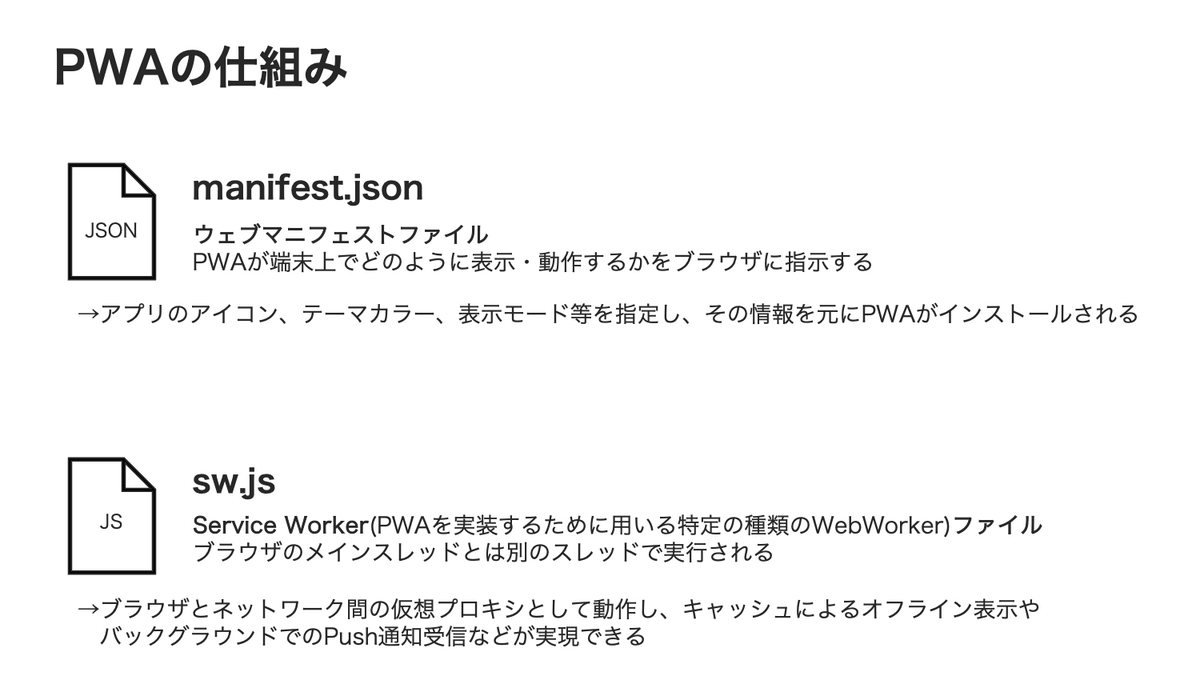 PWAの仕組み
manifest.json
JSON
ウェブマニフェストファイル
PWAが端末上でどのように表示・動作するかをブラウザに指示する
→アプリのアイコン、テーマカラー、表示モード等を指定し、その情報を元にPWAがインストールされる
sw.js
JS
Service Worker(PWAを実装するために用いる特定の種類のWebWorker)ファイル
ブラウザのメインスレッドとは別のスレッドで実行される
→ブラウザとネットワーク間の仮想プロキシとして動作し、キャッシュによるオフライン表示や
バックグラウンドでのPush通知受信などが実現できる